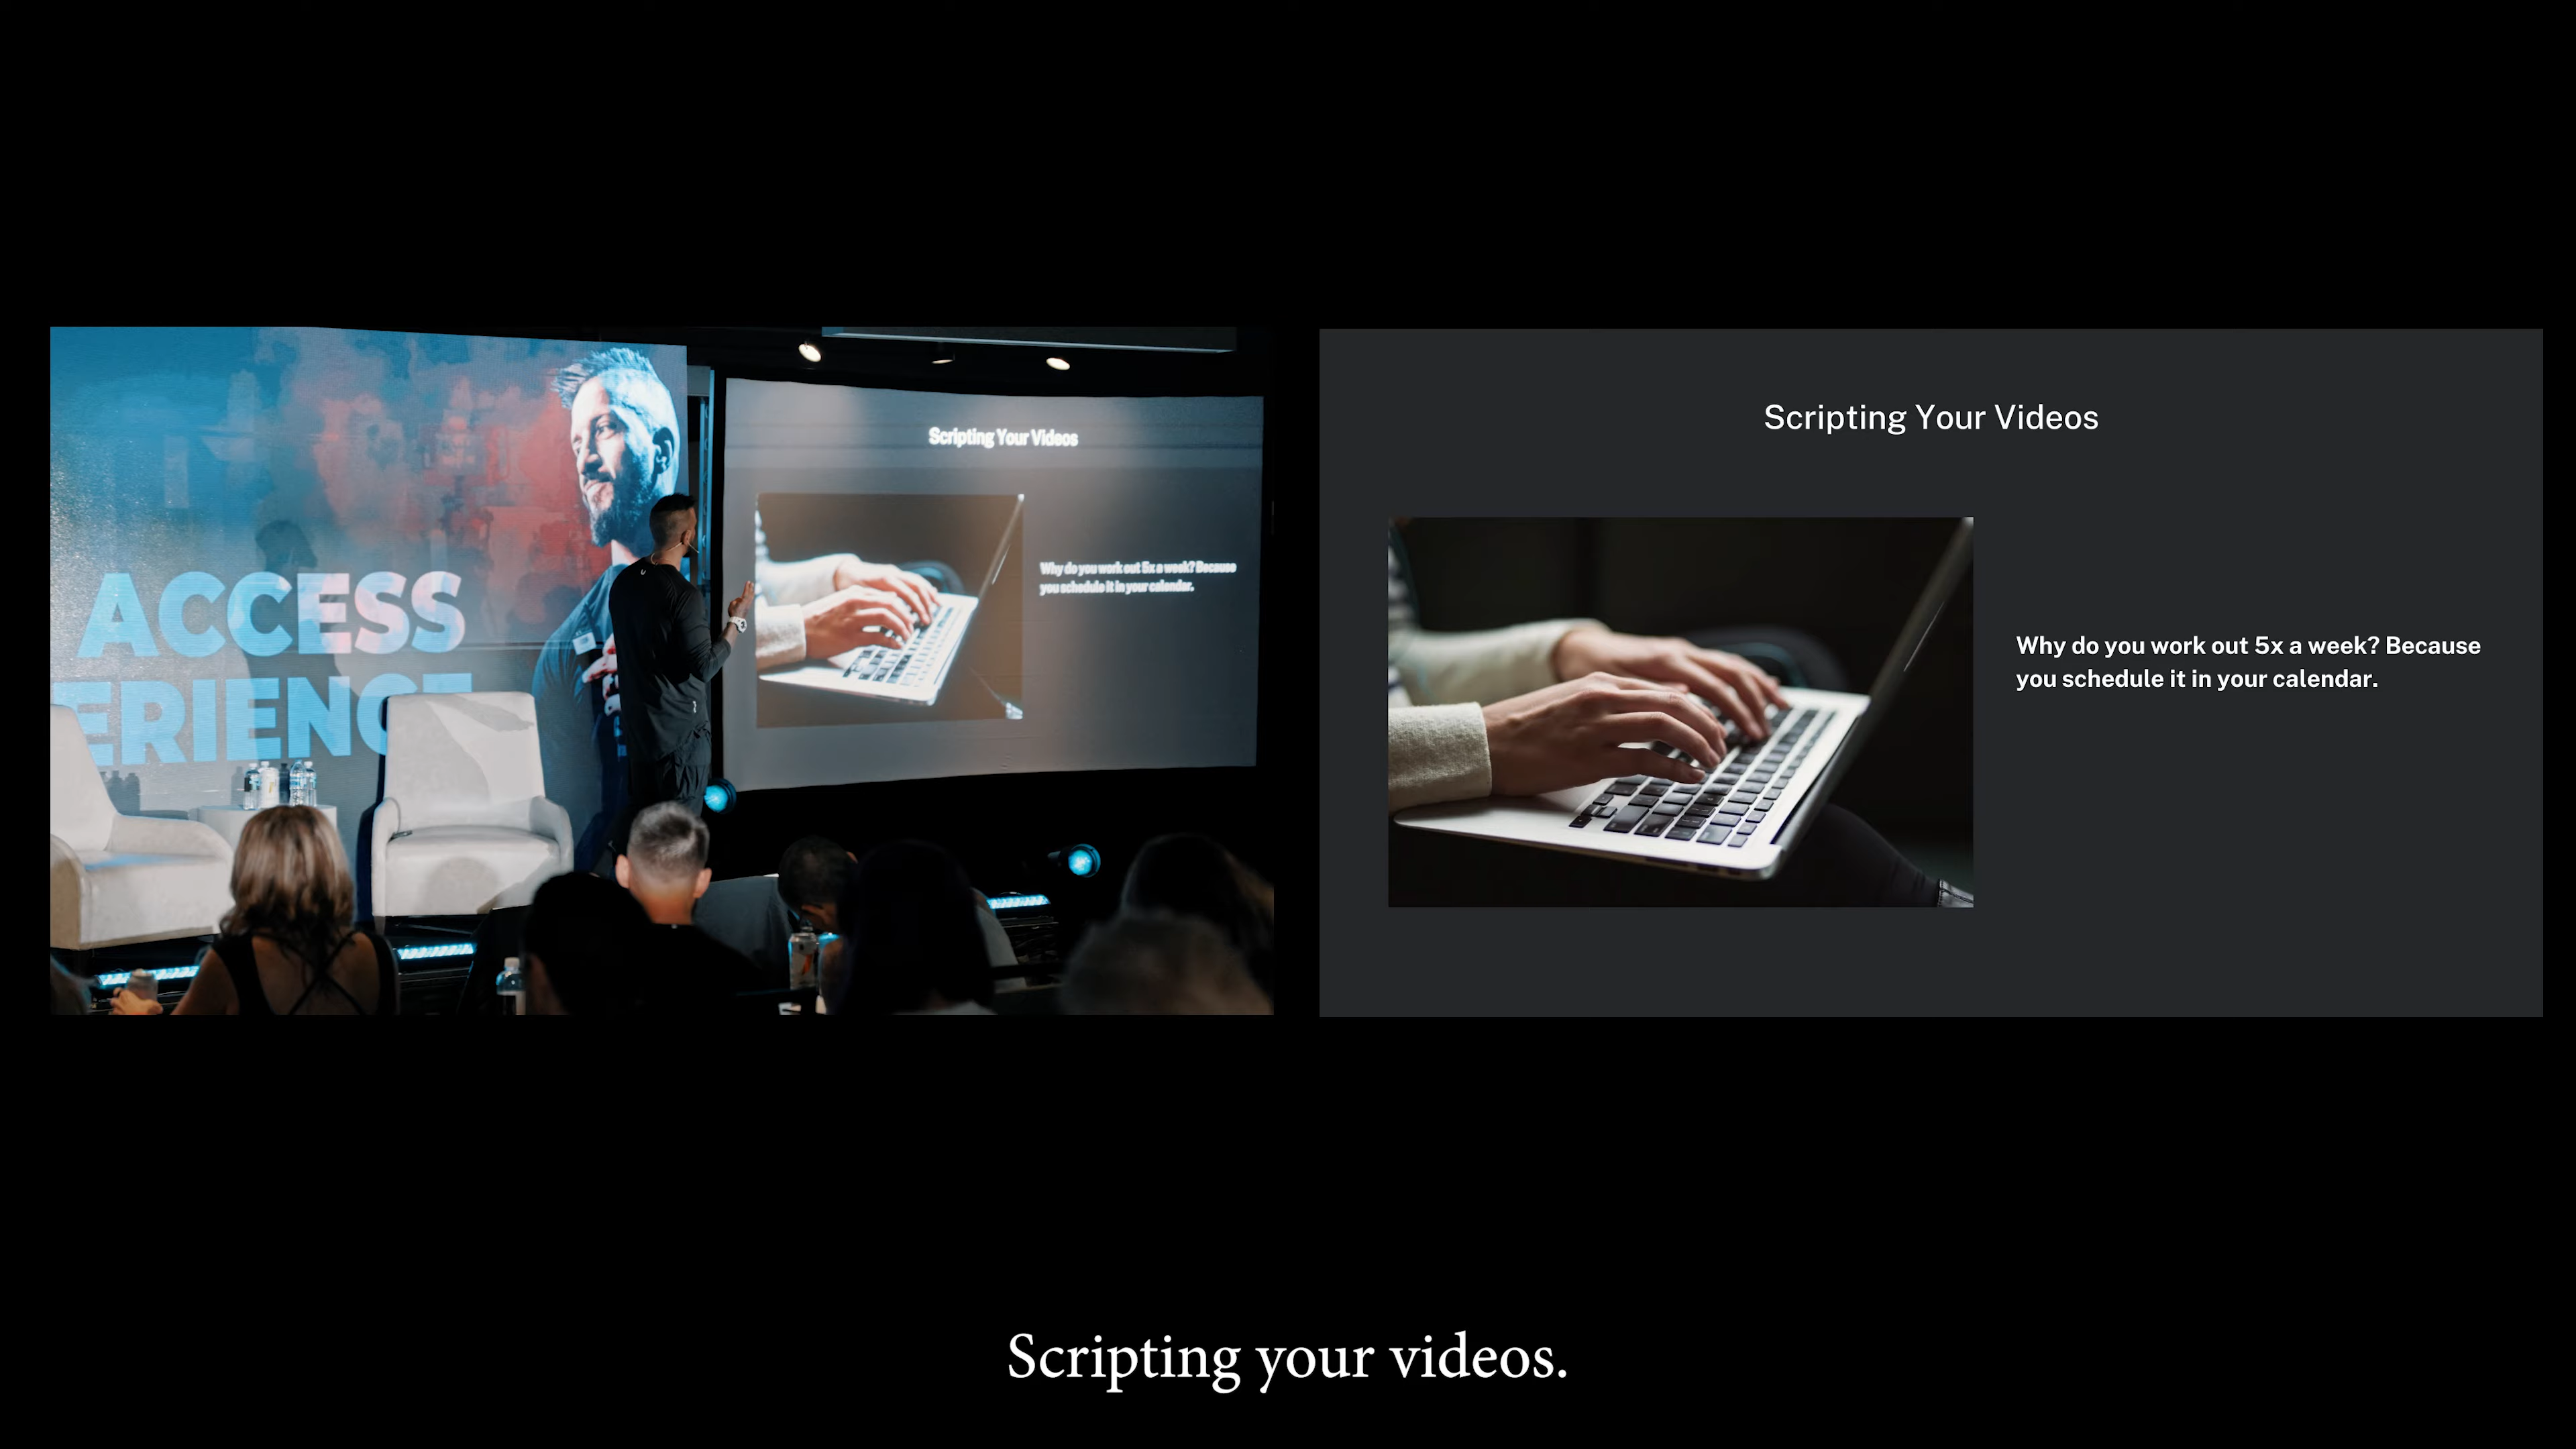 ACCESS
ERIENCE
Scripting Your Videos
Why do you work out 5x a week? Because
you schedule it in your calendar.
Scripting Your Videos
Why do you work out 5x a week? Because
you schedule it in your calendar.
Scripting your videos.